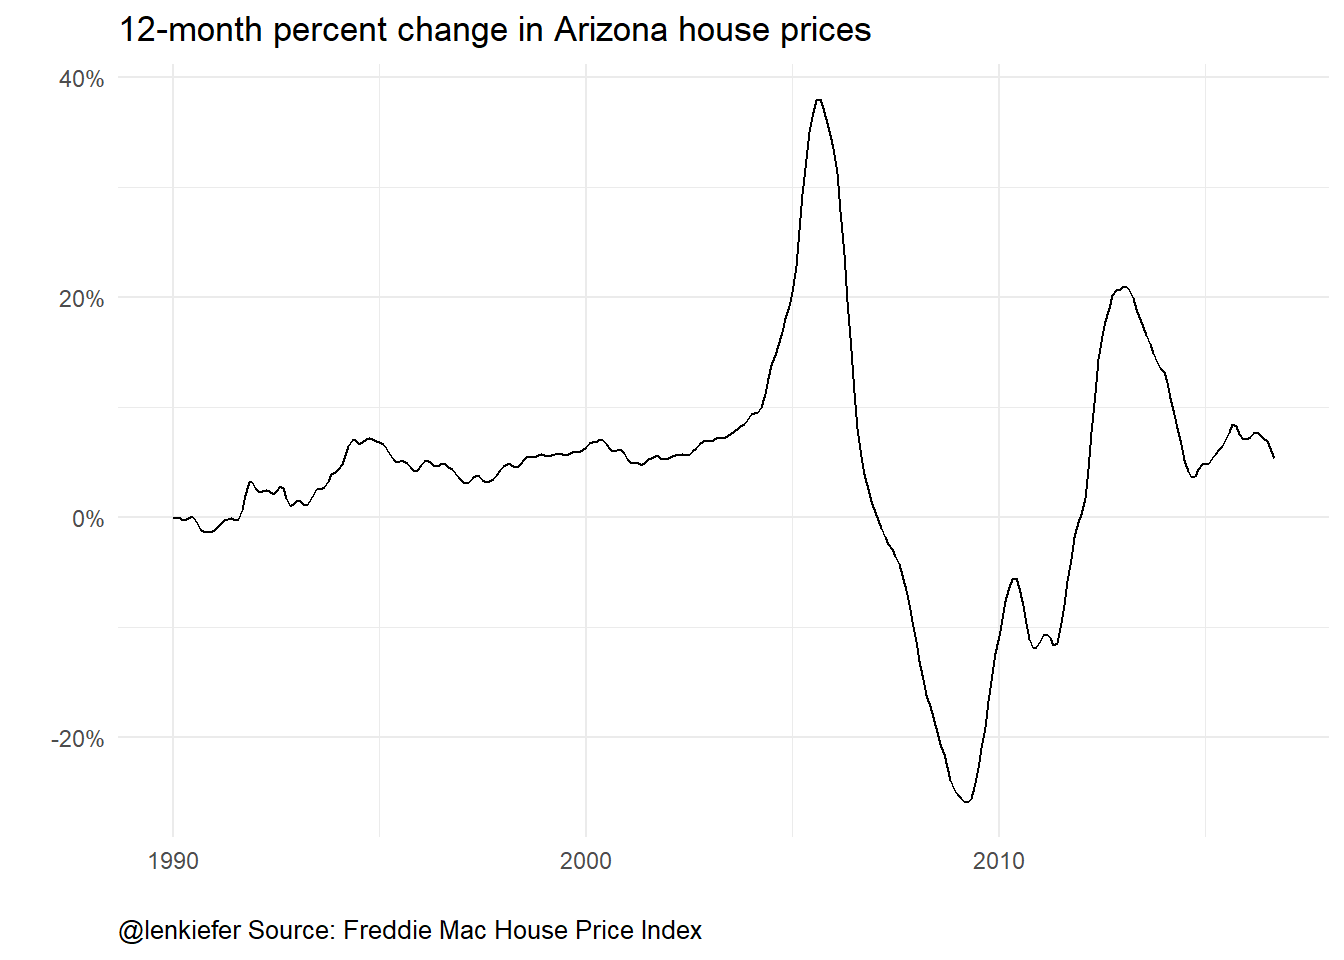 12-month percent change in Arizona house prices
40%
20%
0%
-20%
1990 2000 2010
@lenkiefer Source: Freddie Mac House Price Index